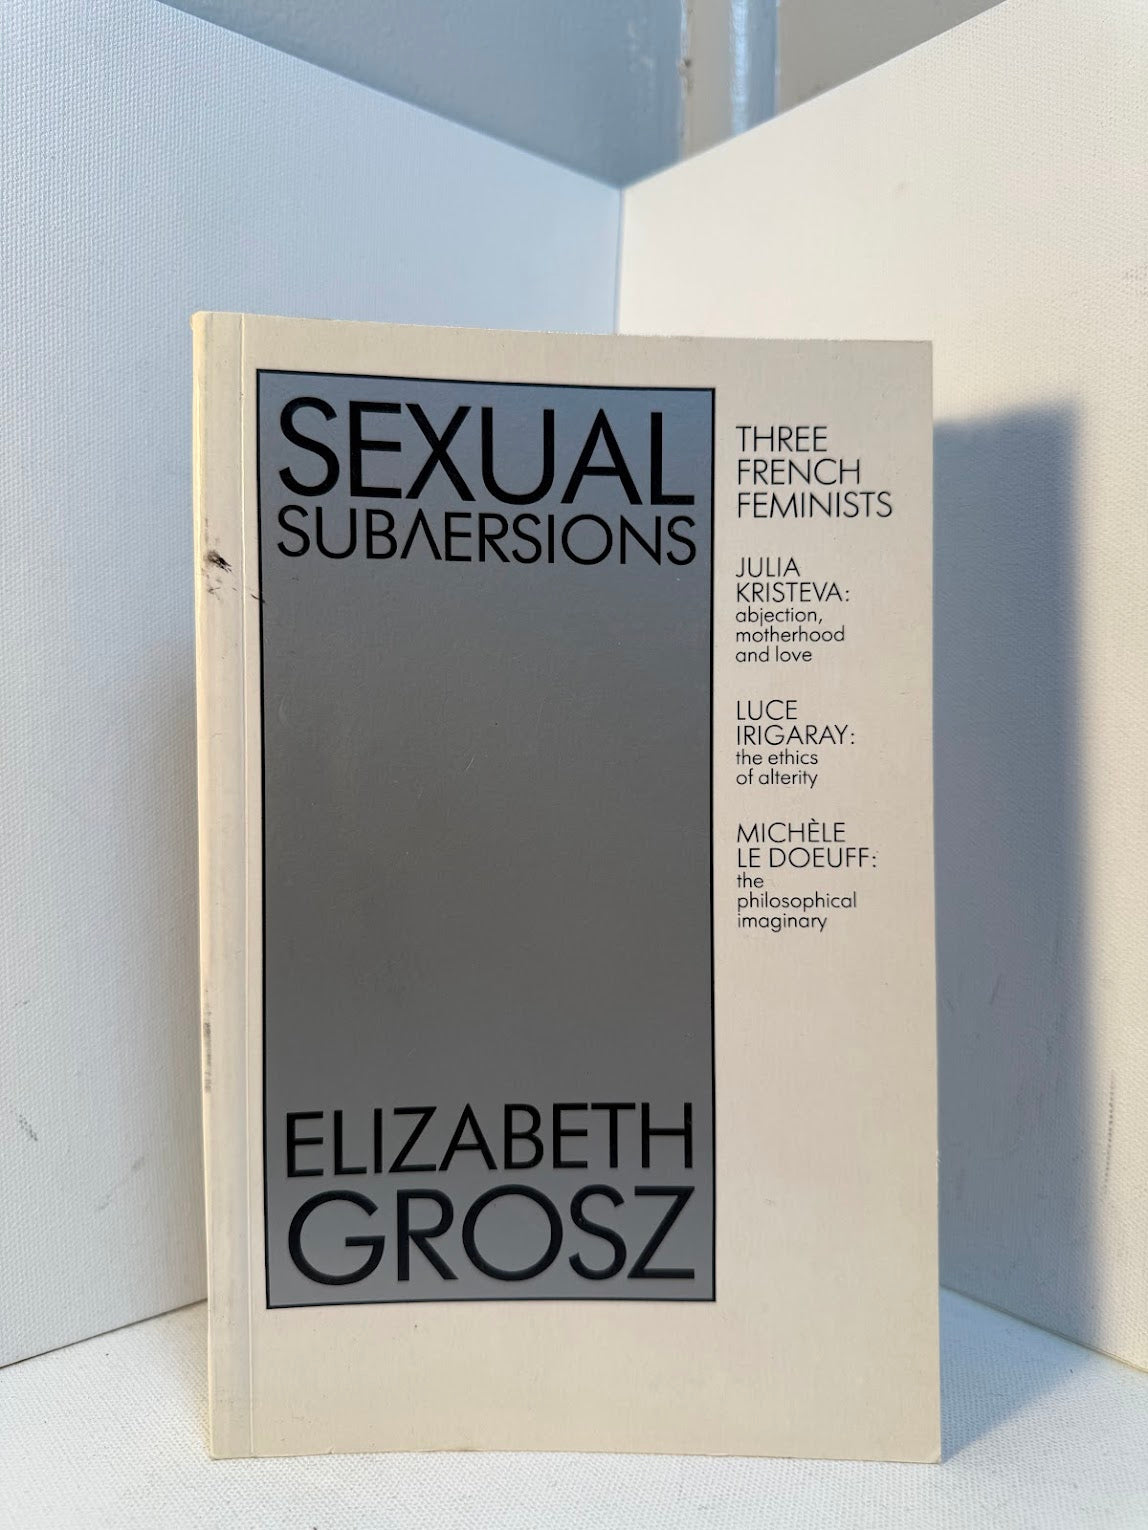 SEXUAL
SUBΛERSIONS
ELIZABETH
GROSZ
THREE
FRENCH
FEMINISTS
JULIA
KRISTEVA:
abjection,
motherhood
and love
LUCE
IRIGARAY:
the ethics
of alterity
MICHÈLE
LE DOEUFF:
the
philosophical
imaginary